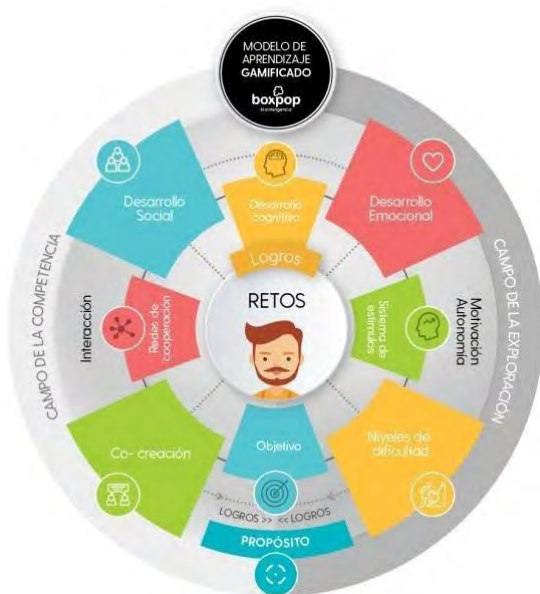 MODELO DE
APRENDIZAJE
GAMIFICADO
boxpop
Desarrollo
Social
Desarrollo
cognitivo
Desarrollo
Emocional
Logros
CAMPO DE LA COMPETENCIA
Interacción
Redes de
cooperación
RETOS
Sistema de
estímulos
Motivación
Autonomía
CAMPO DE LA EXPLORACIÓN
Co- creación
Objetivo
Niveles de
dificultad
LOGROS >> << LOGROS
PROPÓSITO